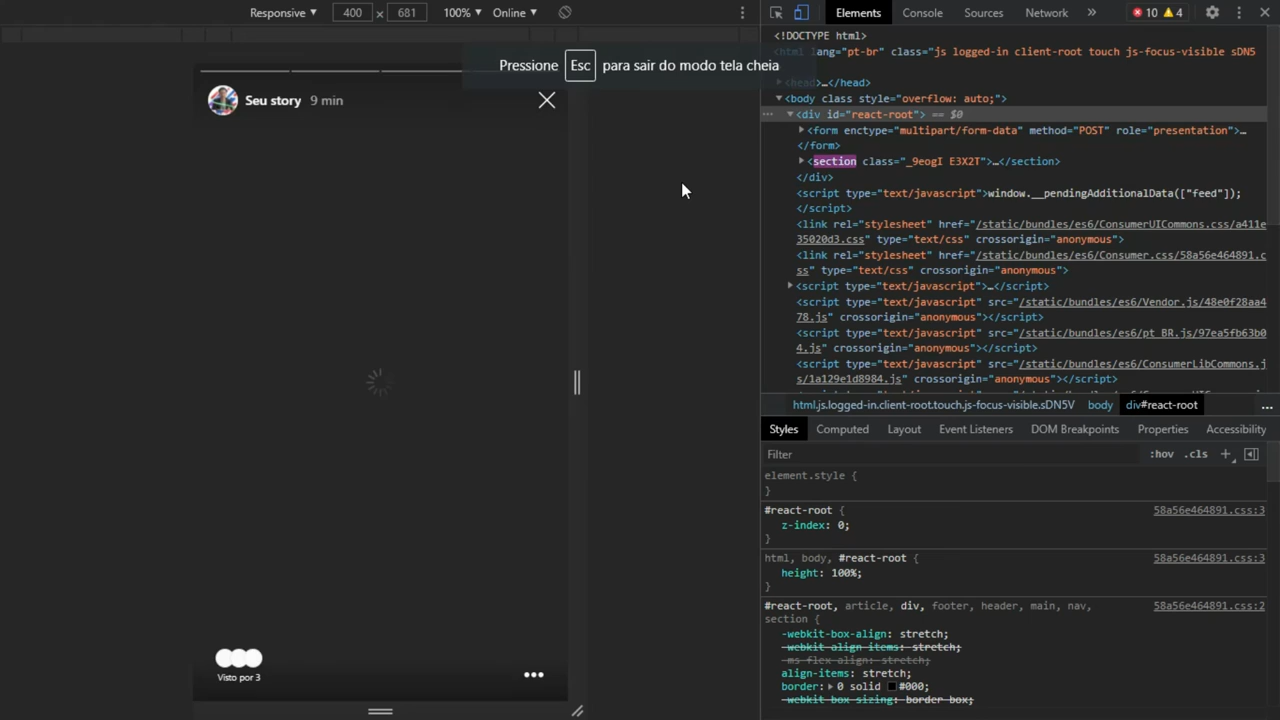 Responsive ▼ 400 × 681 100% ▼ Online ▼
Pressione Esc para sair do modo tela cheia
Seu story 9 min
Visto por 3
Elements Console Sources Network » 10 4
<!DOCTYPE html>
<html lang="pt-br" class="js logged-in client-root touch js-focus-visible sDN5
<head>…</head>
<body class style="overflow: auto;">
<div id="react-root"> == $0
<form enctype="multipart/form-data" method="POST" role="presentation">…
</form>
<section class="_9eogI E3X2T">…</section>
</div>
<script type="text/javascript">window.__pendingAdditionalData(["feed"]);
</script>
<link rel="stylesheet" href="/static/bundles/es6/ConsumerUICommons.css/a411e
35020d3.css" type="text/css" crossorigin="anonymous">
<link rel="stylesheet" href="/static/bundles/es6/Consumer.css/58a56e464891.c
ss" type="text/css" crossorigin="anonymous">
<script type="text/javascript">…</script>
<script type="text/javascript" src="/static/bundles/es6/Vendor.js/48e0f28aa4
78.js" crossorigin="anonymous"></script>
<script type="text/javascript" src="/static/bundles/es6/pt_BR.js/97ea5fb63b0
4.js" crossorigin="anonymous"></script>
<script type="text/javascript" src="/static/bundles/es6/ConsumerLibCommons.j
s/1a129e1d8984.js" crossorigin="anonymous"></script>
html.js.logged-in.client-root.touch.js-focus-visible.sDN5V body div#react-root …
Styles Computed Layout Event Listeners DOM Breakpoints Properties Accessibility
Filter :hov .cls +
element.style {
}
#react-root { 58a56e464891.css:3
z-index: 0;
}
html, body, #react-root { 58a56e464891.css:3
height: 100%;
}
#react-root, article, div, footer, header, main, nav, 58a56e464891.css:2
section {
-webkit-box-align: stretch;
-webkit-align-items: stretch;
-ms-flex-align: stretch;
align-items: stretch;
border: 0 solid #000;
-webkit-box-sizing: border-box;